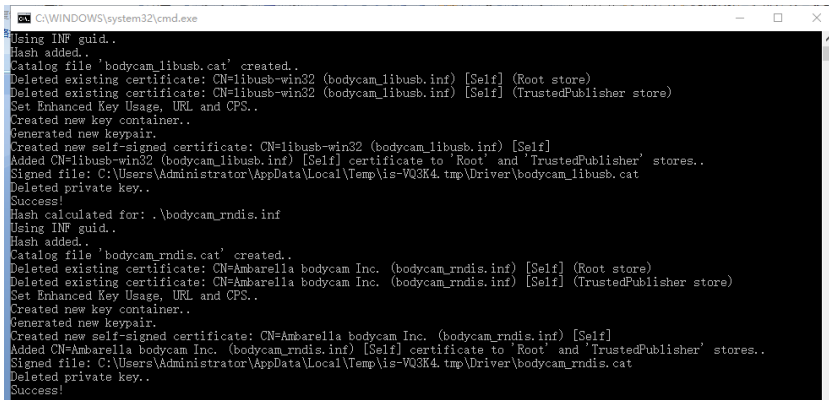 C:\WINDOWS\system32\cmd.exe
Using INF guid..
Hash added..
Catalog file 'bodycam_libusb.cat' created..
Deleted existing certificate: CN=libusb-win32 (bodycam_libusb.inf) [Self] (Root store)
Deleted existing certificate: CN=libusb-win32 (bodycam_libusb.inf) [Self] (TrustedPublisher store)
Set Enhanced Key Usage, URL and CPS..
Created new key container..
Generated new keypair.
Created new self-signed certificate: CN=libusb-win32 (bodycam_libusb.inf) [Self]
Added CN=libusb-win32 (bodycam_libusb.inf) [Self] certificate to 'Root' and 'TrustedPublisher' stores..
Signed file: C:\Users\Administrator\AppData\Local\Temp\is-VQ3K4.tmp\Driver\bodycam_libusb.cat
Deleted private key..
Success!
Hash calculated for: .\bodycam_rndis.inf
Using INF guid..
Hash added..
Catalog file 'bodycam_rndis.cat' created..
Deleted existing certificate: CN=Ambarella bodycam Inc. (bodycam_rndis.inf) [Self] (Root store)
Deleted existing certificate: CN=Ambarella bodycam Inc. (bodycam_rndis.inf) [Self] (TrustedPublisher store)
Set Enhanced Key Usage, URL and CPS..
Created new key container..
Generated new keypair.
Created new self-signed certificate: CN=Ambarella bodycam Inc. (bodycam_rndis.inf) [Self]
Added CN=Ambarella bodycam Inc. (bodycam_rndis.inf) [Self] certificate to 'Root' and 'TrustedPublisher' stores..
Signed file: C:\Users\Administrator\AppData\Local\Temp\is-VQ3K4.tmp\Driver\bodycam_rndis.cat
Deleted private key..
Success!